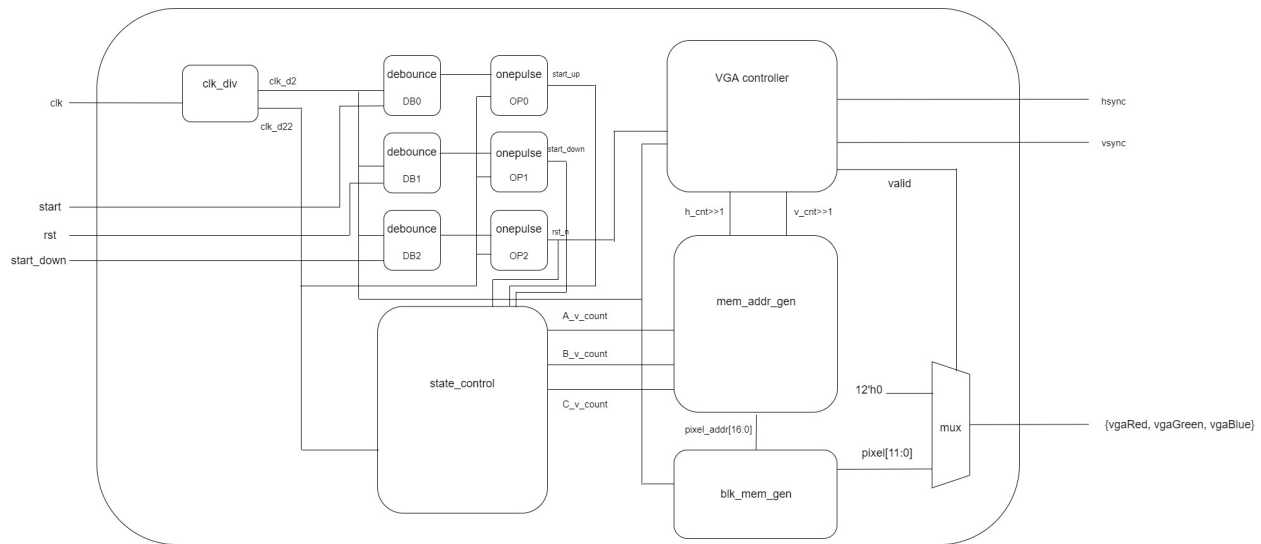 clk
start
rst
start_down
clk_div
clk_d2
clk_d22
debounce
DB0
onepulse
OP0
start_up
debounce
DB1
onepulse
OP1
start_down
debounce
DB2
onepulse
OP2
rst_n
VGA controller
hsync
vsync
valid
h_cnt>>1
v_cnt>>1
mem_addr_gen
state_control
A_v_count
B_v_count
C_v_count
pixel_addr[16:0]
blk_mem_gen
12'h0
pixel[11:0]
mux
{vgaRed, vgaGreen, vgaBlue}